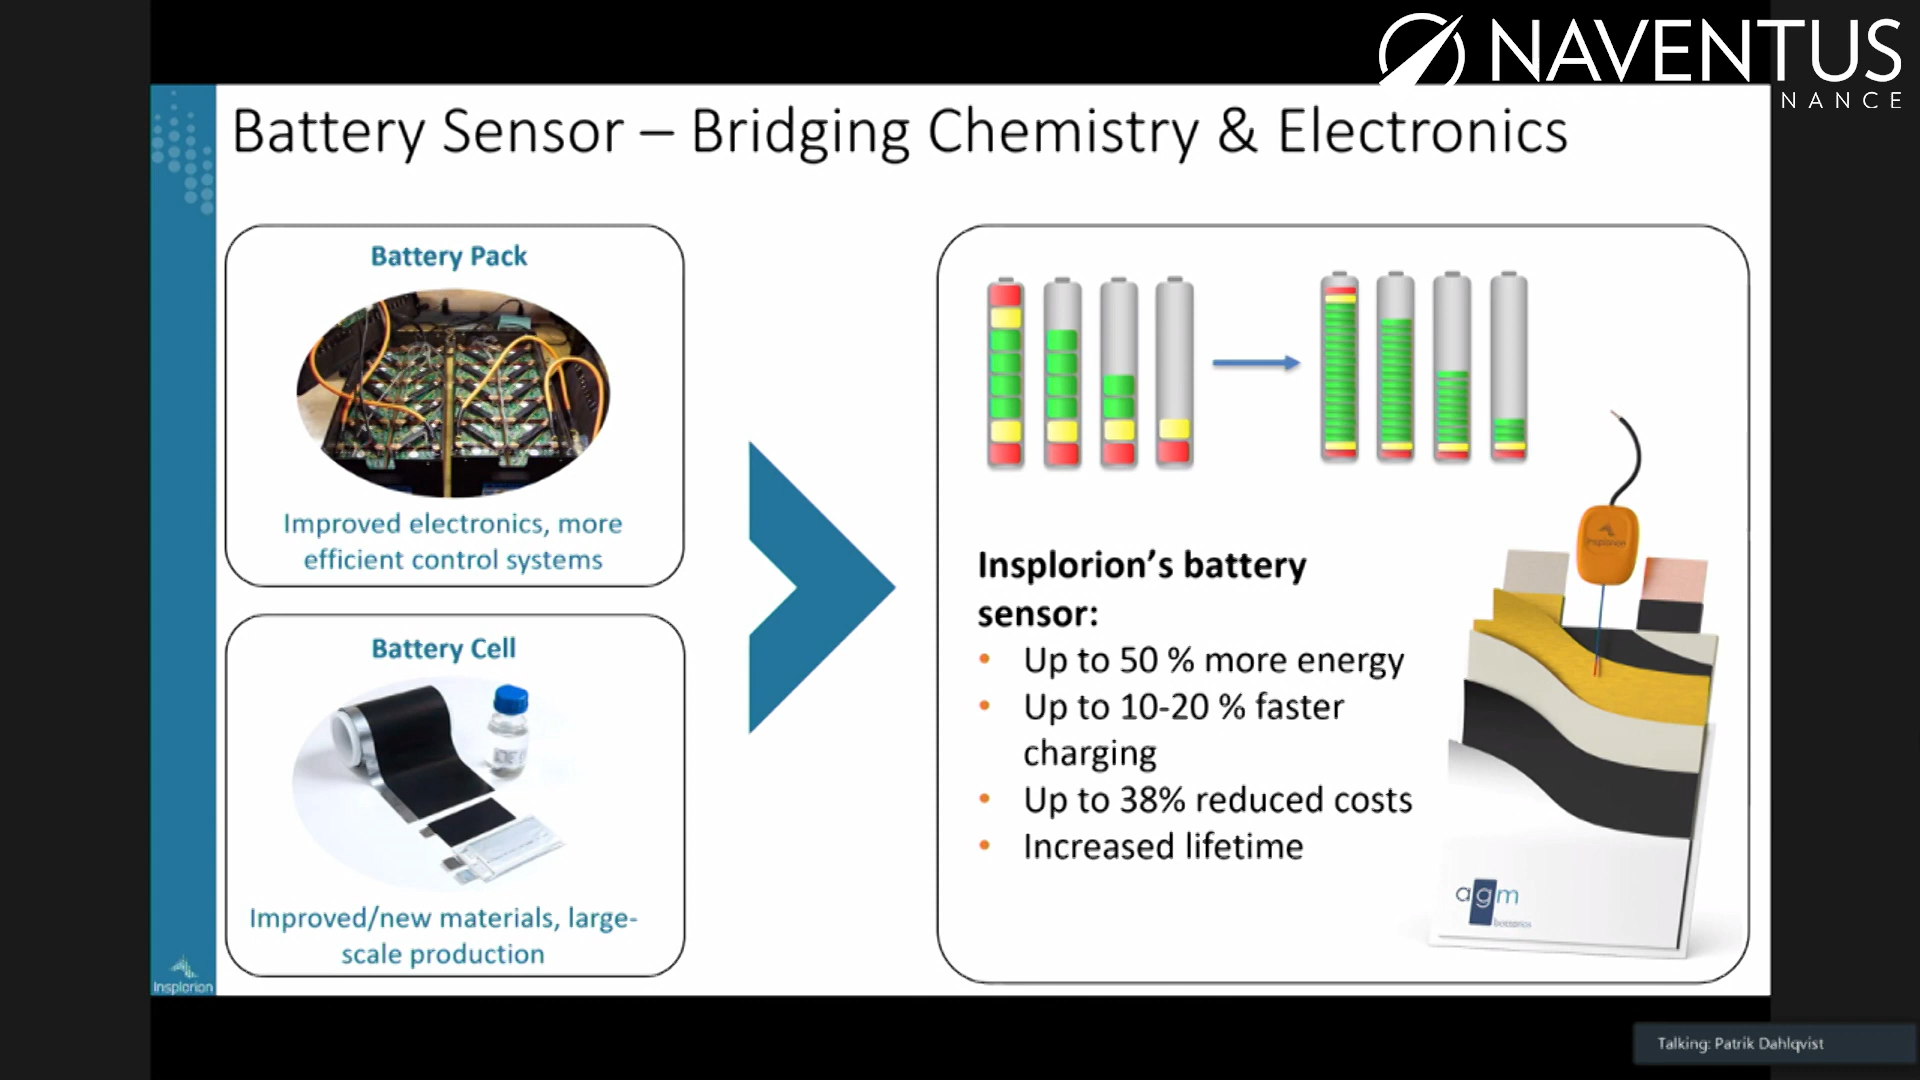 NAVENTUS
NANCE
Battery Sensor – Bridging Chemistry & Electronics
Battery Pack
Improved electronics, more
efficient control systems
Battery Cell
Improved/new materials, large-
scale production
Insplorion’s battery
sensor:
• Up to 50 % more energy
• Up to 10-20 % faster
charging
• Up to 38% reduced costs
• Increased lifetime
Insplorion
agm
batteries
Insplorion
Talking: Patrik Dahlqvist